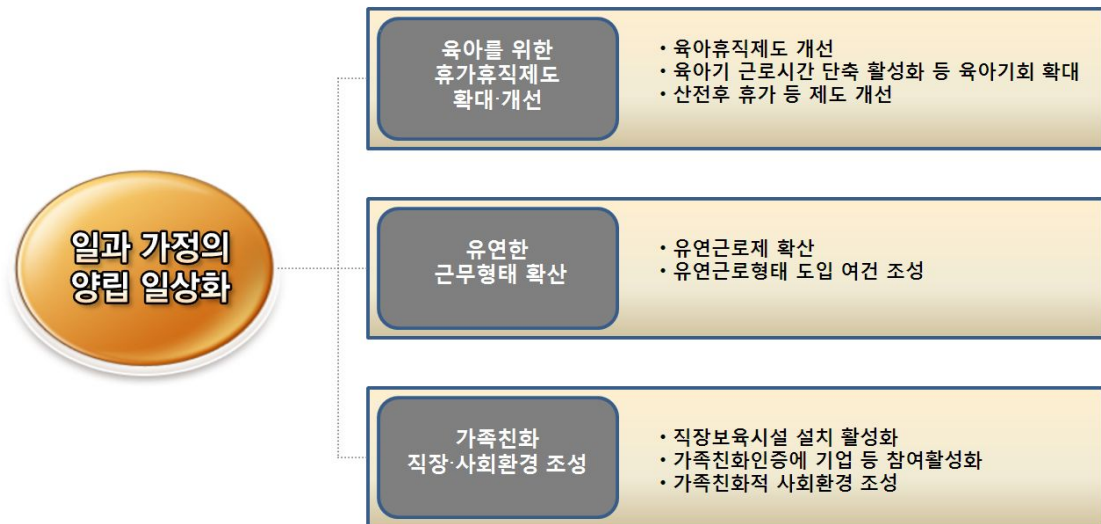 일과 가정의
양립 일상화
육아를 위한
휴가휴직제도
확대·개선
• 육아휴직제도 개선
• 육아기 근로시간 단축 활성화 등 육아기회 확대
• 산전후 휴가 등 제도 개선
유연한
근무형태 확산
• 유연근로제 확산
• 유연근로형태 도입 여건 조성
가족친화
직장·사회환경 조성
• 직장보육시설 설치 활성화
• 가족친화인증에 기업 등 참여활성화
• 가족친화적 사회환경 조성